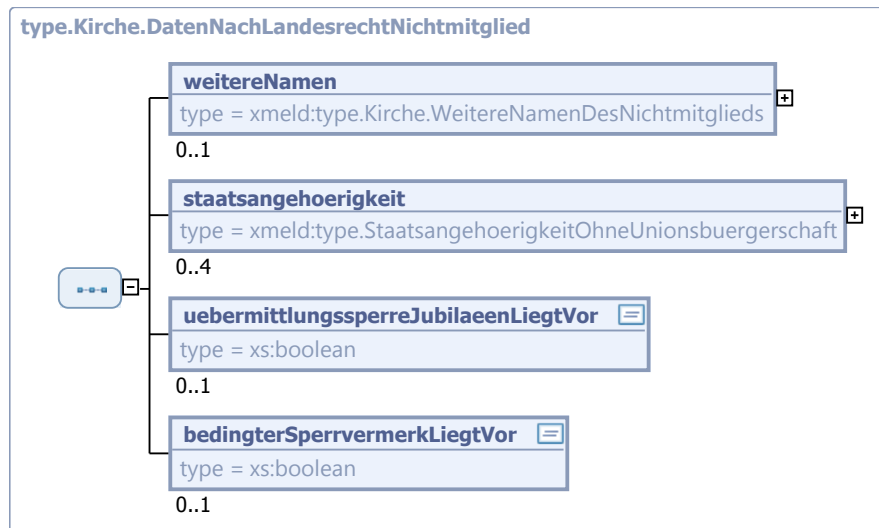 type.Kirche.DatenNachLandesrechtNichtmitglied
weitereNamen
type = xmeld:type.Kirche.WeitereNamenDesNichtmitglieds
0..1
staatsangehoerigkeit
type = xmeld:type.StaatsangehoerigkeitOhneUnionsbuergerschaft
0..4
uebermittlungssperreJubilaeenLiegtVor
type = xs:boolean
0..1
bedingterSperrvermerkLiegtVor
type = xs:boolean
0..1